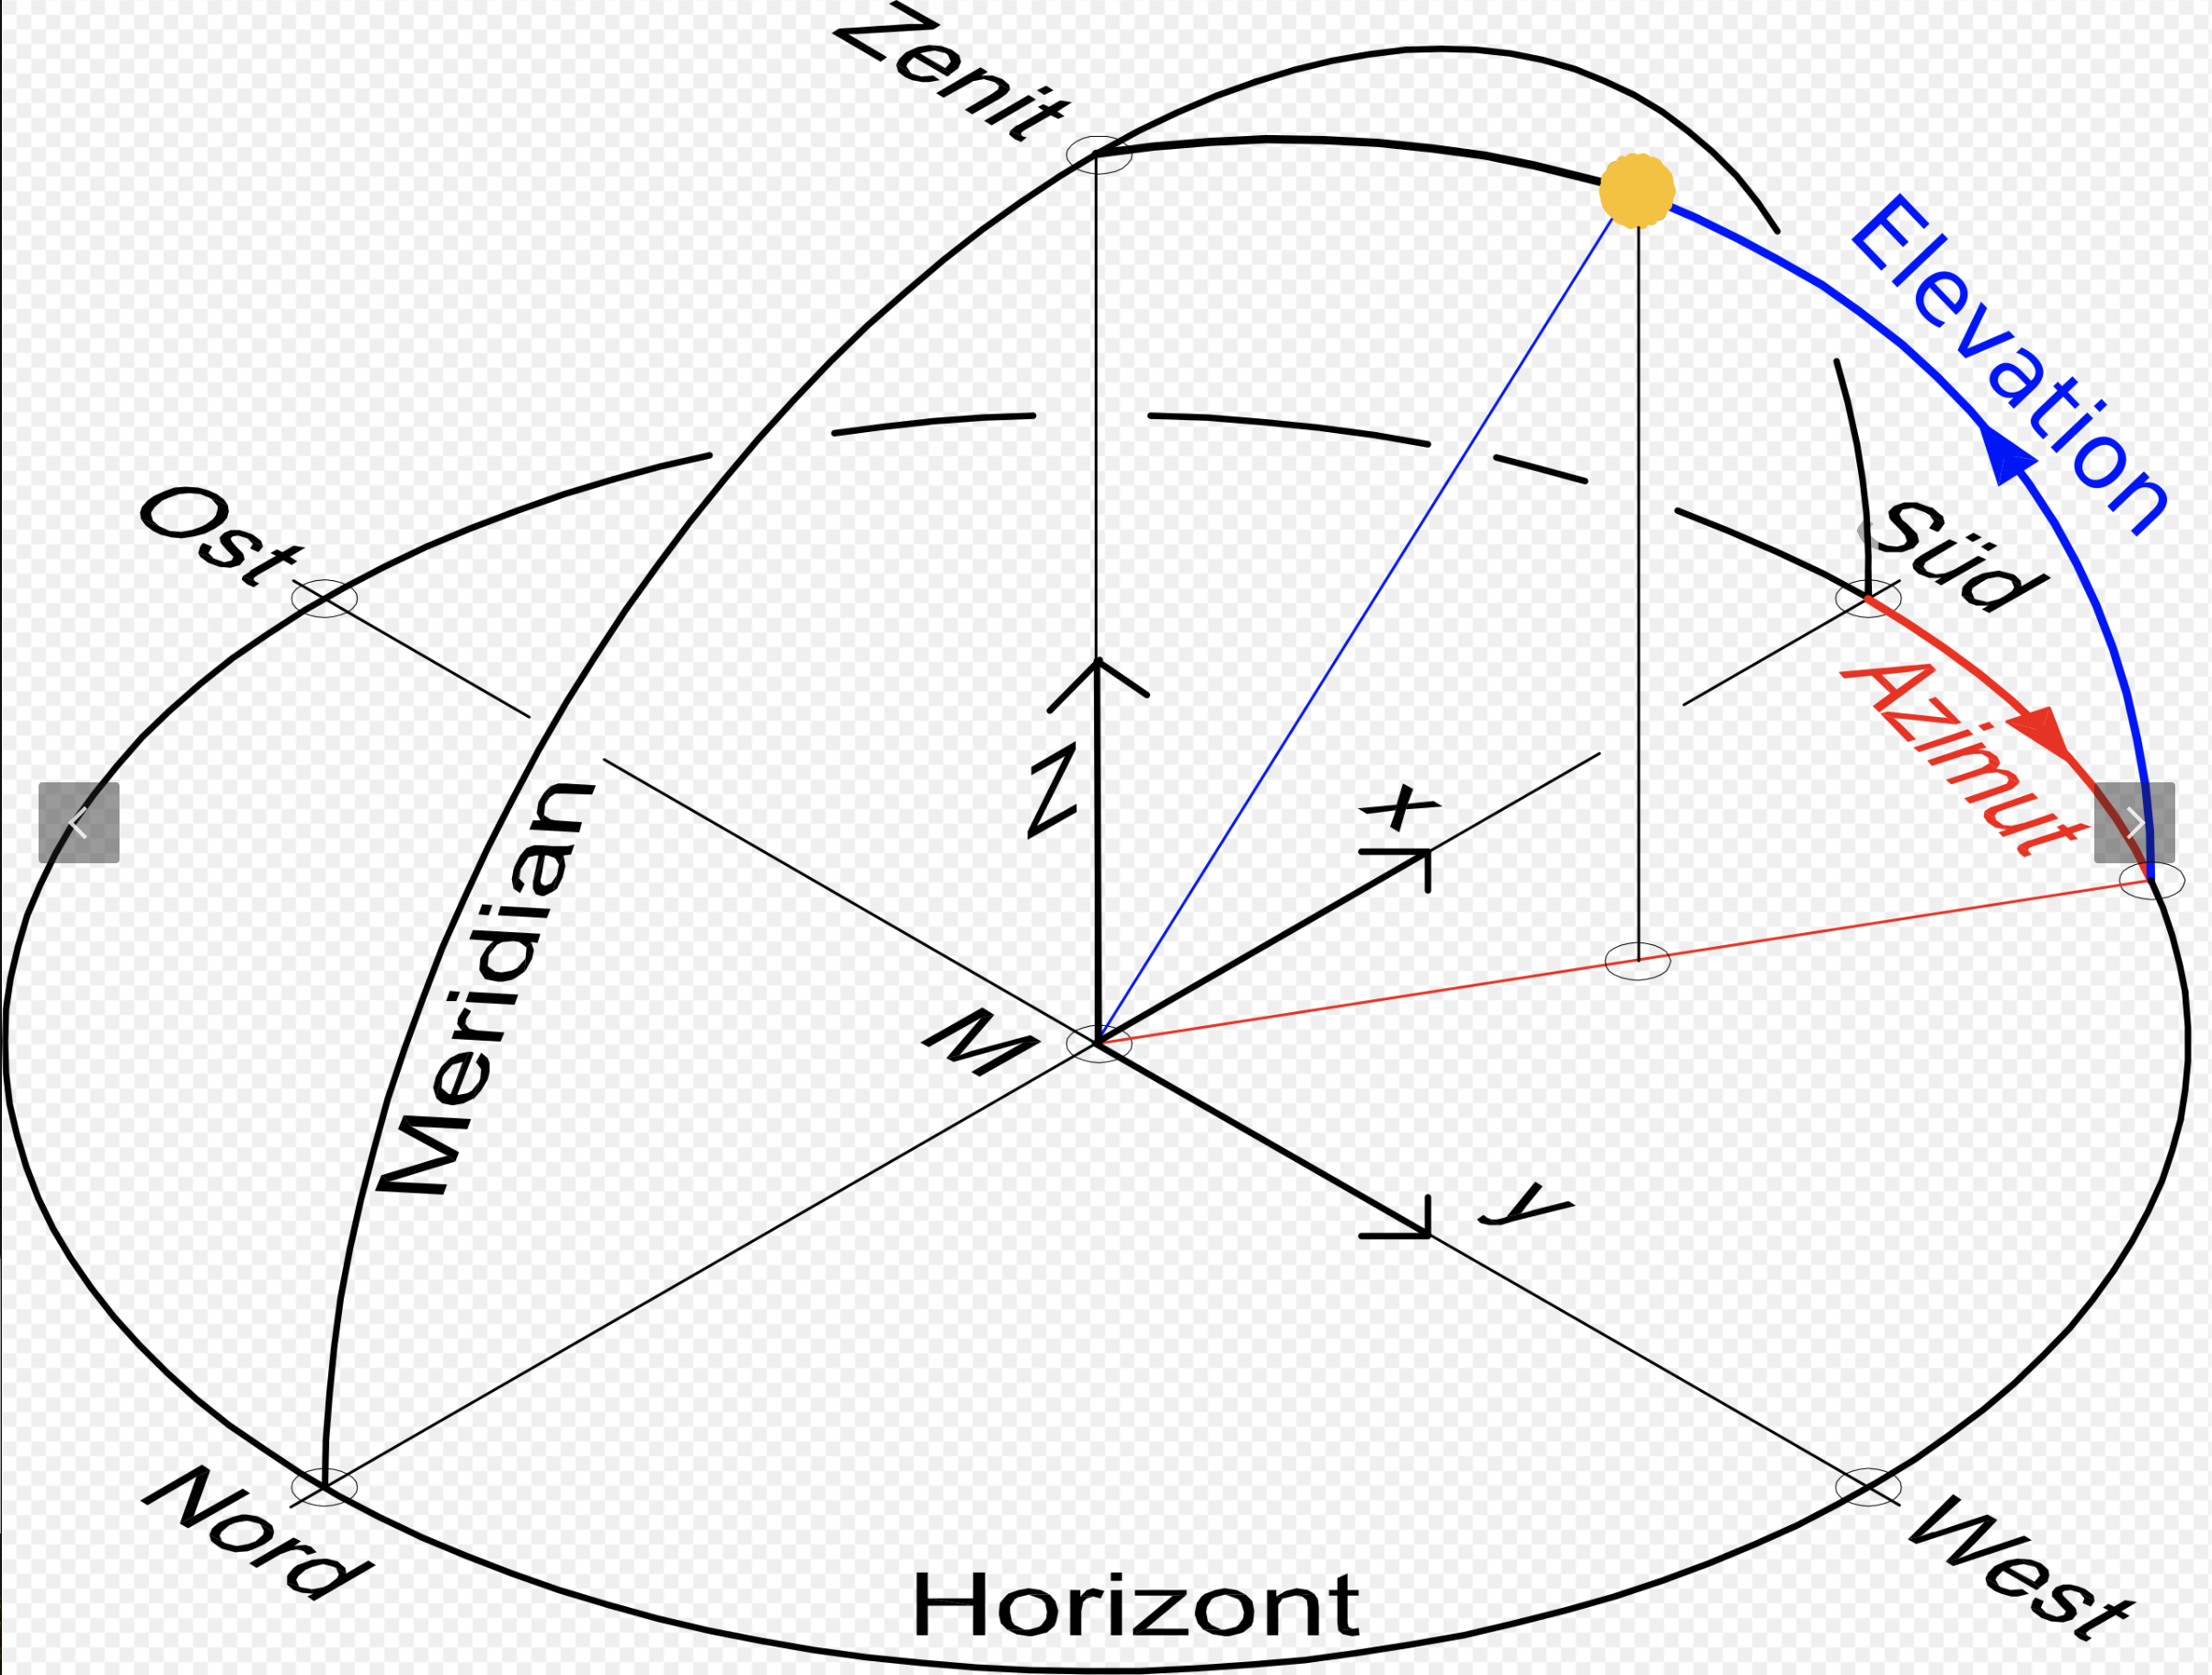 Zenit
Elevation
Ost
Süd
Azimut
z
x
Meridian
M
y
Nord
West
Horizont